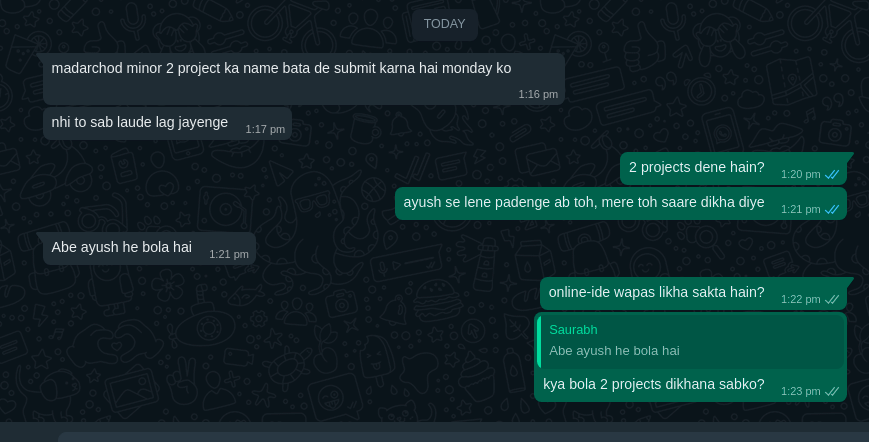 TODAY
madarchod minor 2 project ka name bata de submit karna hai monday ko
1:16 pm
nhi to sab laude lag jayenge 1:17 pm
2 projects dene hain? 1:20 pm
ayush se lene padenge ab toh, mere toh saare dikha diye 1:21 pm
Abe ayush he bola hai 1:21 pm
online-ide wapas likha sakta hain? 1:22 pm
Saurabh
Abe ayush he bola hai
kya bola 2 projects dikhana sabko? 1:23 pm